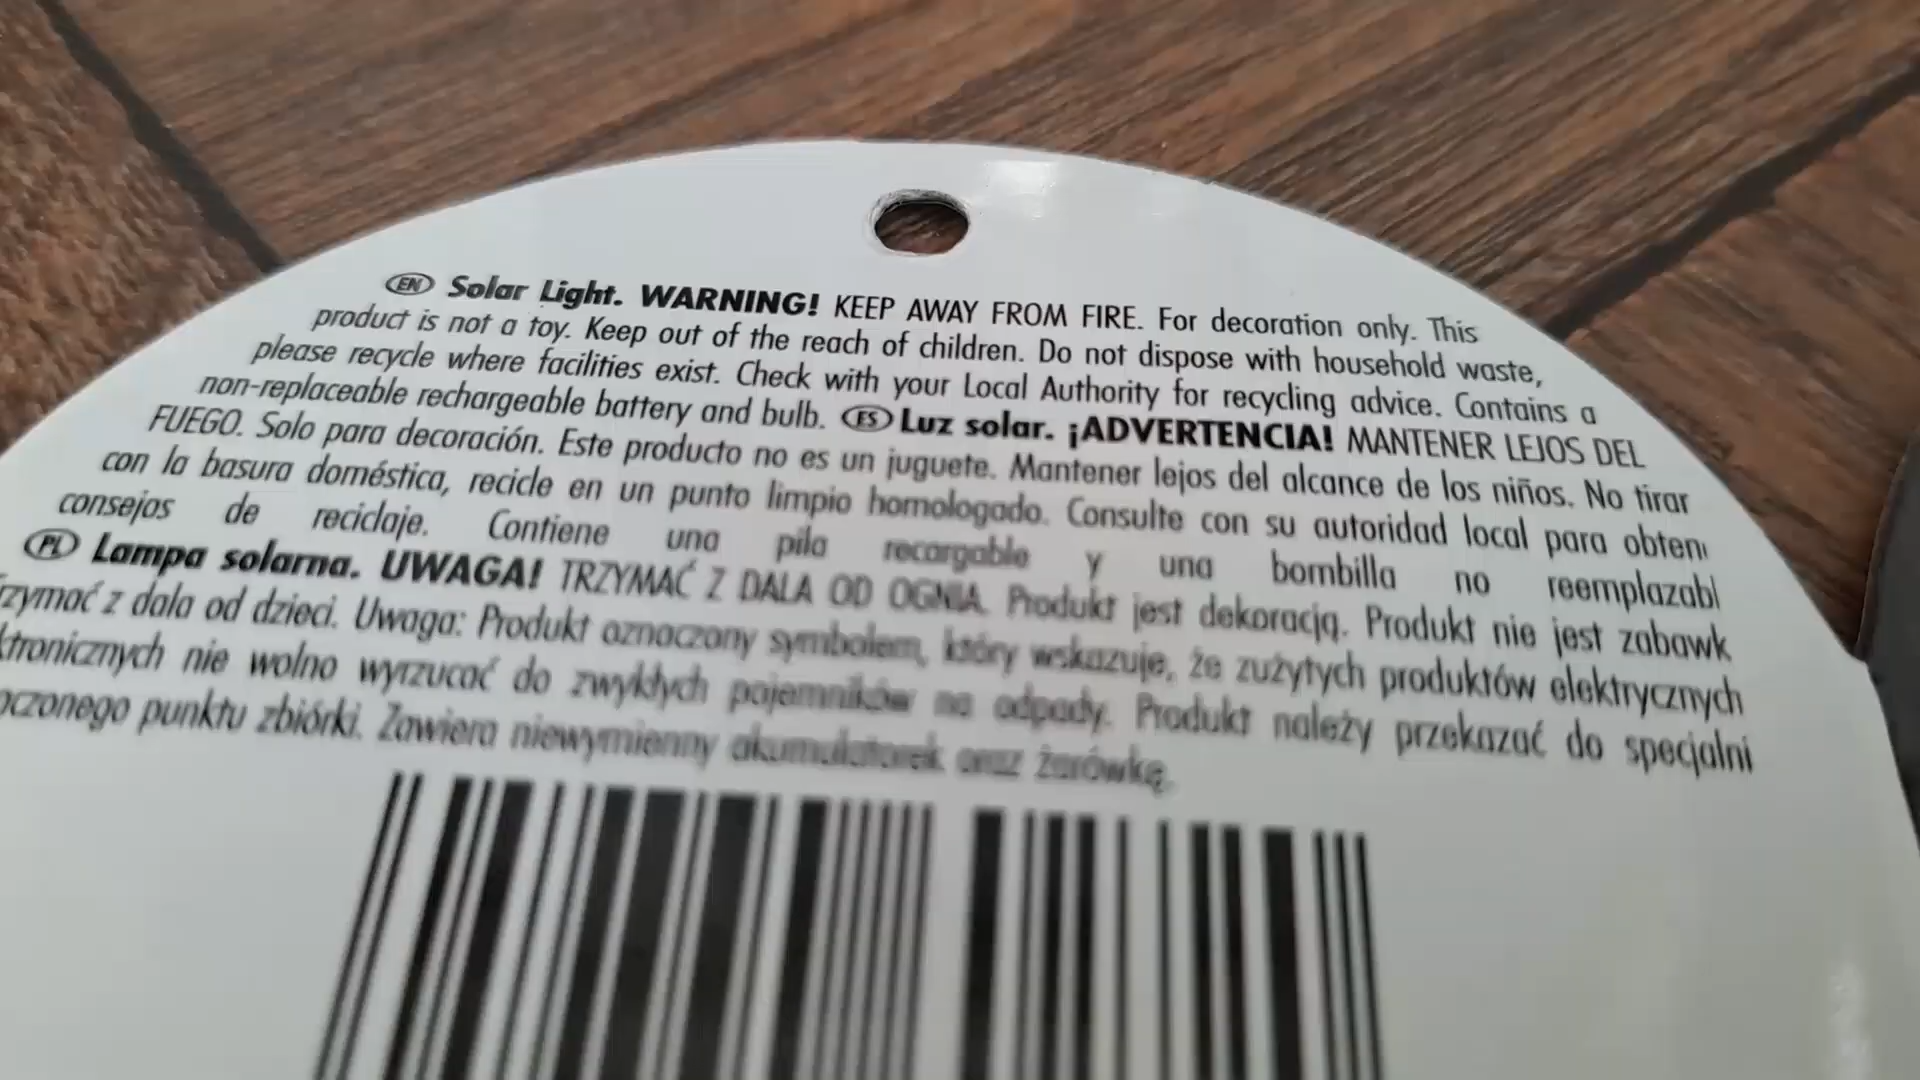 EN Solar Light. WARNING! KEEP AWAY FROM FIRE. For decoration only. This
product is not a toy. Keep out of the reach of children. Do not dispose with household waste,
please recycle where facilities exist. Check with your Local Authority for recycling advice. Contains a
non-replaceable rechargeable battery and bulb. ES Luz solar. ¡ADVERTENCIA! MANTENER LEJOS DEL
FUEGO. Solo para decoración. Este producto no es un juguete. Mantener lejos del alcance de los niños. No tirar
con la basura doméstica, recicle en un punto limpio homologado. Consulte con su autoridad local para obten
consejos de reciclaje. Contiene una pila recargable y una bombilla no reemplazabl
PL Lampa solarna. UWAGA! TRZYMAĆ Z DALA OD OGNIA. Produkt jest dekoracją. Produkt nie jest zabawk
rzymać z dala od dzieci. Uwaga: Produkt oznaczony symbolem, który wskazuje, że zużytych produktów elektrycznych
ktronicznych nie wolno wyrzucać do zwykłych pojemników na odpady. Produkt należy przekazać do specjalni
oczonego punktu zbiórki. Zawiera niewymienny akumulatorek oraz żarówkę.